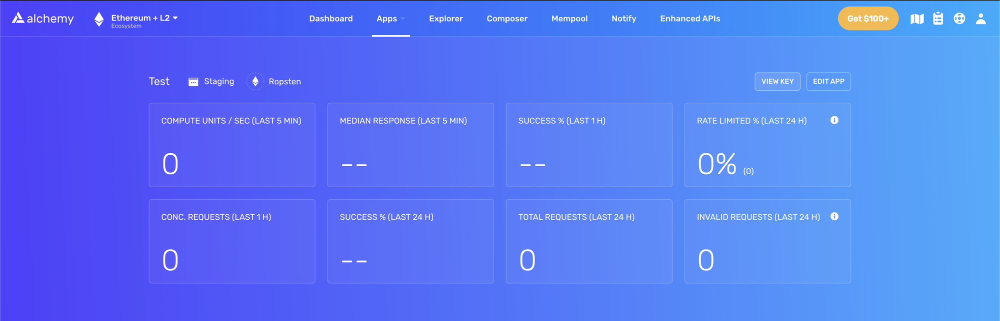 alchemy
Ethereum + L2
Ecosystem
Dashboard
Apps
Explorer
Composer
Mempool
Notify
Enhanced APIs
Get $100+
Test
Staging
Ropsten
VIEW KEY
EDIT APP
COMPUTE UNITS / SEC (LAST 5 MIN)
0
MEDIAN RESPONSE (LAST 5 MIN)
--
SUCCESS % (LAST 1 H)
--
RATE LIMITED % (LAST 24 H)
0% (0)
CONC. REQUESTS (LAST 1 H)
0
SUCCESS % (LAST 24 H)
--
TOTAL REQUESTS (LAST 24 H)
0
INVALID REQUESTS (LAST 24 H)
0